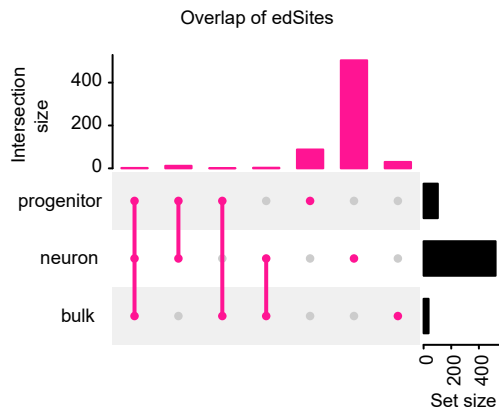 Overlap of edSites
Intersection
size
400
200
0
progenitor
neuron
bulk
0
200
400
Set size